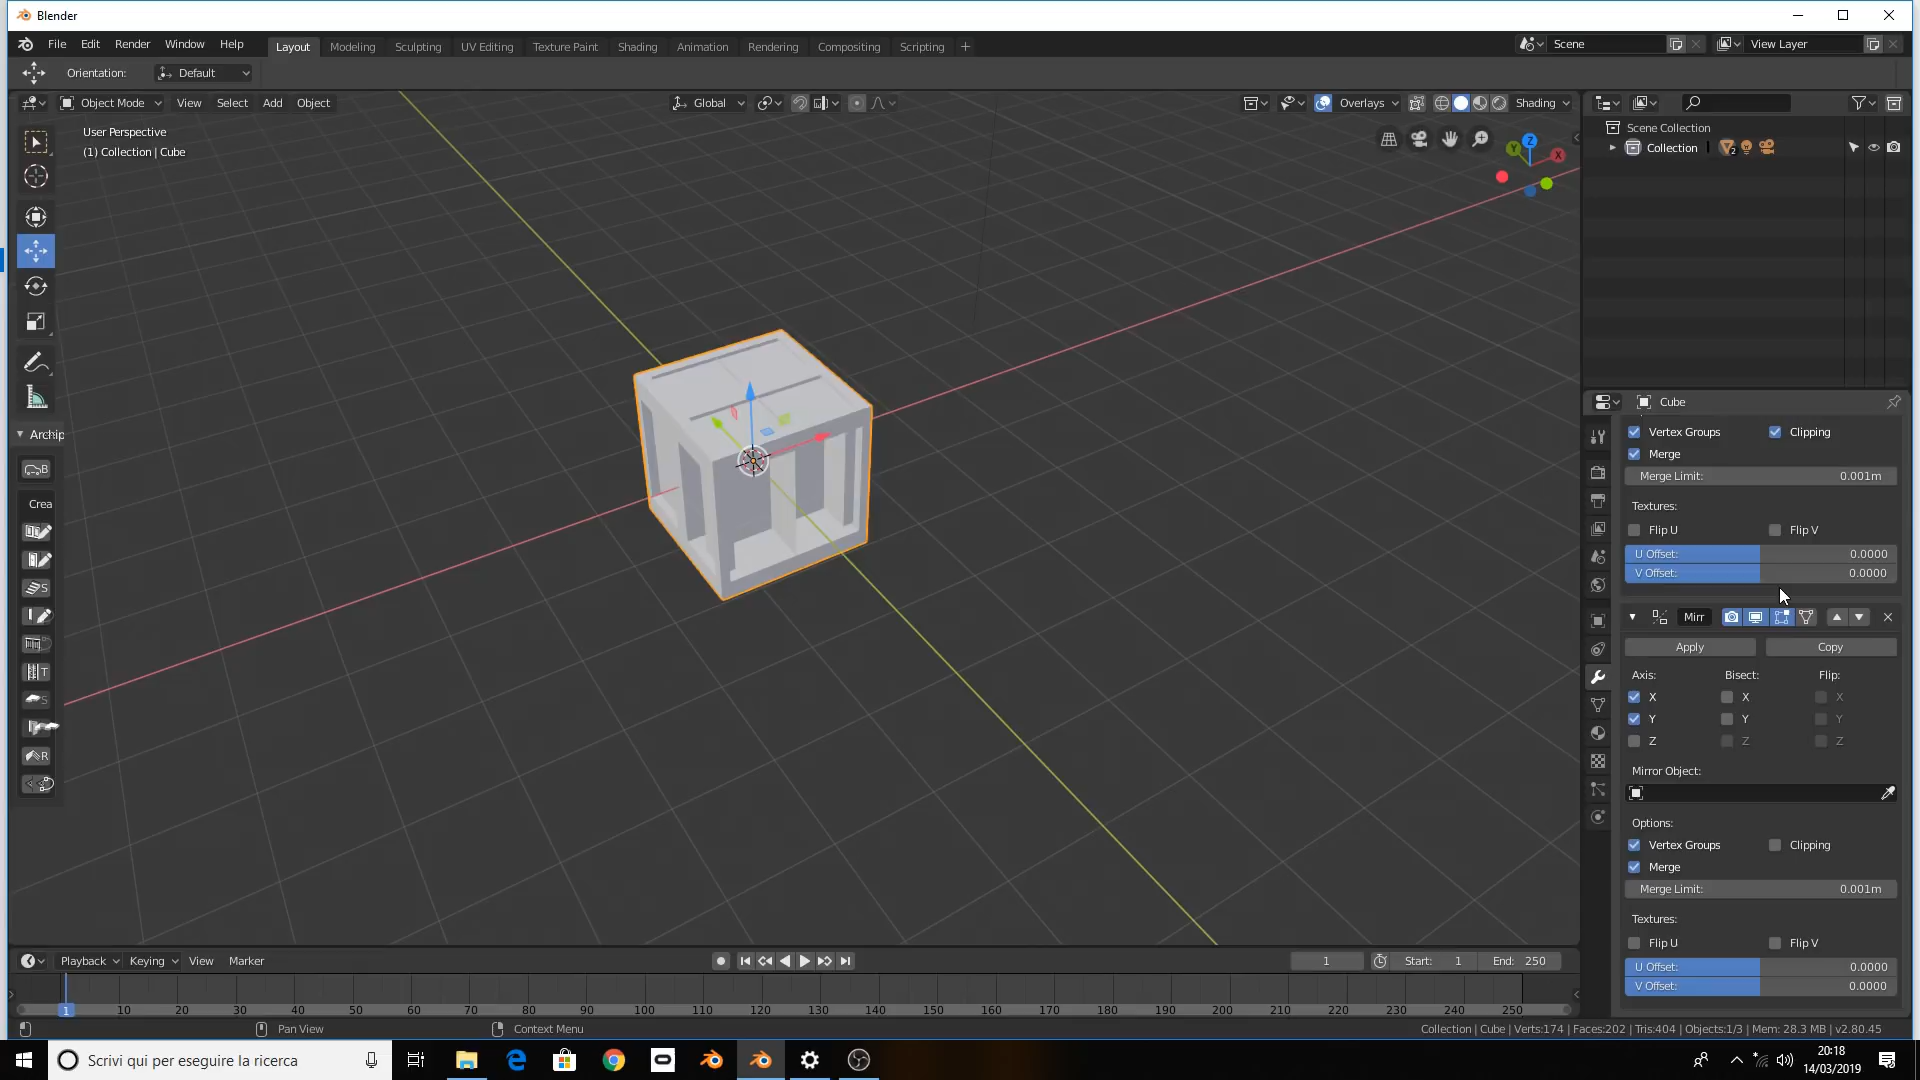 Blender
File Edit Render Window Help Layout Modeling Sculpting UV Editing Texture Paint Shading Animation Rendering Compositing Scripting + Scene View Layer
Orientation: Default
Object Mode View Select Add Object Global Overlays Shading
User Perspective
(1) Collection | Cube
Z
Y
X
Scene Collection
Collection 2
Archip
B
Crea
S
T
S
R
Cube
Vertex Groups Clipping
Merge
Merge Limit: 0.001m
Textures:
Flip U Flip V
U Offset: 0.0000
V Offset: 0.0000
Mirr
Apply Copy
Axis: Bisect: Flip:
X X X
Y Y Y
Z Z Z
Mirror Object:
Options:
Vertex Groups Clipping
Merge
Merge Limit: 0.001m
Textures:
Flip U Flip V
U Offset: 0.0000
V Offset: 0.0000
Playback Keying View Marker 1 Start: 1 End: 250
1 10 20 30 40 50 60 70 80 90 100 110 120 130 140 150 160 170 180 190 200 210 220 230 240 250
Pan View Context Menu Collection | Cube | Verts:174 | Faces:202 | Tris:404 | Objects:1/3 | Mem: 28.3 MB | v2.80.45
Scrivi qui per eseguire la ricerca
20:18
14/03/2019